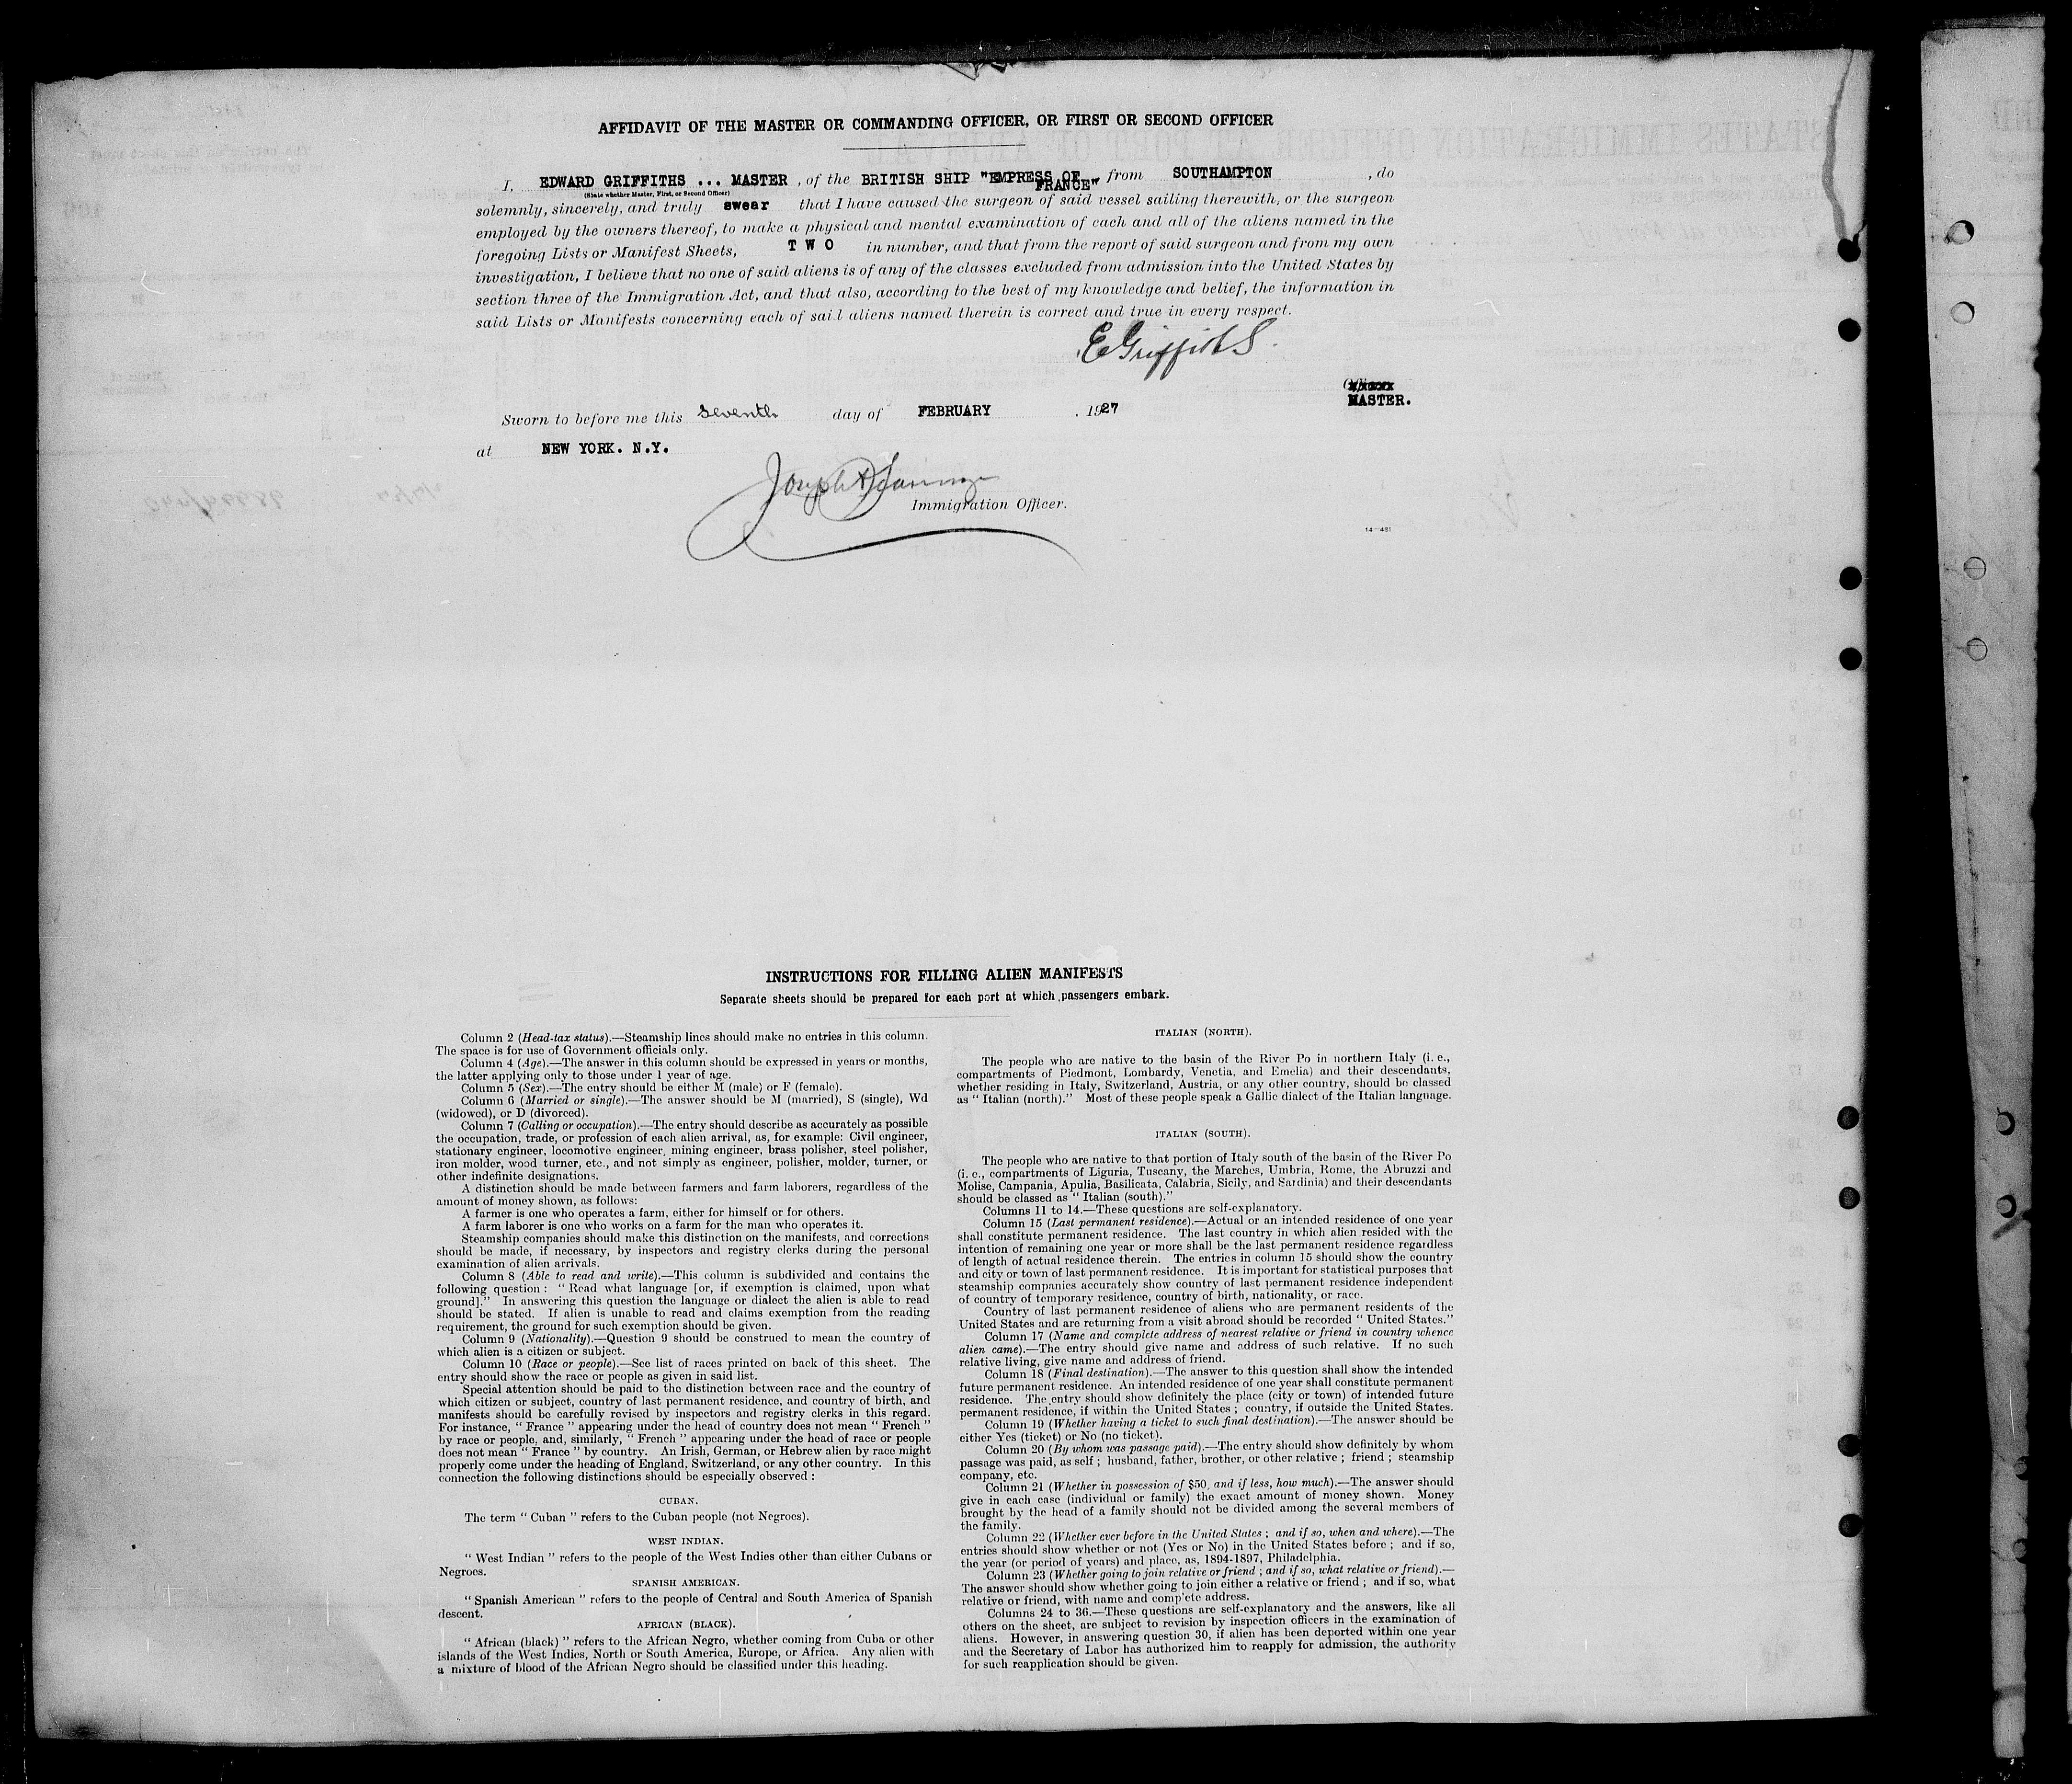 AFFIDAVIT OF THE MASTER OR COMMANDING OFFICER, OR FIRST OR SECOND OFFICER
I, EDWARD GRIFFITHS ... MASTER , of the BRITISH SHIP "EMPRESS OF FRANCE" from SOUTHAMPTON , do
(State whether Master, First, or Second Officer)
solemnly, sincerely, and truly swear that I have caused the surgeon of said vessel sailing therewith, or the surgeon
employed by the owners thereof, to make a physical and mental examination of each and all of the aliens named in the
foregoing Lists or Manifest Sheets, T W O in number, and that from the report of said surgeon and from my own
investigation, I believe that no one of said aliens is of any of the classes excluded from admission into the United States by
section three of the Immigration Act, and that also, according to the best of my knowledge and belief, the information in
said Lists or Manifests concerning each of said aliens named therein is correct and true in every respect.
E Griffiths
MASTER.
Sworn to before me this seventh day of FEBRUARY , 1927
at NEW YORK. N.Y.
Joseph
Immigration Officer.
14—481
INSTRUCTIONS FOR FILLING ALIEN MANIFESTS
Separate sheets should be prepared for each port at which passengers embark.
Column 2 (Head-tax status).—Steamship lines should make no entries in this column.
The space is for use of Government officials only.
Column 4 (Age).—The answer in this column should be expressed in years or months,
the latter applying only to those under 1 year of age.
Column 5 (Sex).—The entry should be either M (male) or F (female).
Column 6 (Married or single).—The answer should be M (married), S (single), Wd
(widowed), or D (divorced).
Column 7 (Calling or occupation).—The entry should describe as accurately as possible
the occupation, trade, or profession of each alien arrival, as, for example: Civil engineer,
stationary engineer, locomotive engineer, mining engineer, brass polisher, steel polisher,
iron molder, wood turner, etc., and not simply as engineer, polisher, molder, turner, or
other indefinite designations.
A distinction should be made between farmers and farm laborers, regardless of the
amount of money shown, as follows:
A farmer is one who operates a farm, either for himself or for others.
A farm laborer is one who works on a farm for the man who operates it.
Steamship companies should make this distinction on the manifests, and corrections
should be made, if necessary, by inspectors and registry clerks during the personal
examination of alien arrivals.
Column 8 (Able to read and write).—This column is subdivided and contains the
following question: "Read what language [or, if exemption is claimed, upon what
ground]." In answering this question the language or dialect the alien is able to read
should be stated. If alien is unable to read and claims exemption from the reading
requirement, the ground for such exemption should be given.
Column 9 (Nationality).—Question 9 should be construed to mean the country of
which alien is a citizen or subject.
Column 10 (Race or people).—See list of races printed on back of this sheet. The
entry should show the race or people as given in said list.
Special attention should be paid to the distinction between race and the country of
which citizen or subject, country of last permanent residence, and country of birth, and
manifests should be carefully revised by inspectors and registry clerks in this regard.
For instance, "France" appearing under the head of country does not mean "French"
by race or people, and, similarly, "French" appearing under the head of race or people
does not mean "France" by country. An Irish, German, or Hebrew alien by race might
properly come under the heading of England, Switzerland, or any other country. In this
connection the following distinctions should be especially observed:
CUBAN.
The term "Cuban" refers to the Cuban people (not Negroes).
WEST INDIAN.
"West Indian" refers to the people of the West Indies other than either Cubans or
Negroes.
SPANISH AMERICAN.
"Spanish American" refers to the people of Central and South America of Spanish
descent.
AFRICAN (BLACK).
"African (black)" refers to the African Negro, whether coming from Cuba or other
islands of the West Indies, North or South America, Europe, or Africa. Any alien with
a mixture of blood of the African Negro should be classified under this heading.
ITALIAN (NORTH).
The people who are native to the basin of the River Po in northern Italy (i. e.,
compartments of Piedmont, Lombardy, Venetia, and Emelia) and their descendants,
whether residing in Italy, Switzerland, Austria, or any other country, should be classed
as "Italian (north)." Most of these people speak a Gallic dialect of the Italian language.
ITALIAN (SOUTH).
The people who are native to that portion of Italy south of the basin of the River Po
(i. e., compartments of Liguria, Tuscany, the Marches, Umbria, Rome, the Abruzzi and
Molise, Campania, Apulia, Basilicata, Calabria, Sicily, and Sardinia) and their descendants
should be classed as "Italian (south)."
Columns 11 to 14.—These questions are self-explanatory.
Column 15 (Last permanent residence).—Actual or an intended residence of one year
shall constitute permanent residence. The last country in which alien resided with the
intention of remaining one year or more shall be the last permanent residence regardless
of length of actual residence therein. The entries in column 15 should show the country
and city or town of last permanent residence. It is important for statistical purposes that
steamship companies accurately show country of last permanent residence independent
of country of temporary residence, country of birth, nationality, or race.
Country of last permanent residence of aliens who are permanent residents of the
United States and are returning from a visit abroad should be recorded "United States."
Column 17 (Name and complete address of nearest relative or friend in country whence
alien came).—The entry should give name and address of such relative. If no such
relative living, give name and address of friend.
Column 18 (Final destination).—The answer to this question shall show the intended
future permanent residence. An intended residence of one year shall constitute permanent
residence. The entry should show definitely the place (city or town) of intended future
permanent residence, if within the United States; country, if outside the United States.
Column 19 (Whether having a ticket to such final destination).—The answer should be
either Yes (ticket) or No (no ticket).
Column 20 (By whom was passage paid).—The entry should show definitely by whom
passage was paid, as self; husband, father, brother, or other relative; friend; steamship
company, etc.
Column 21 (Whether in possession of $50, and if less, how much).—The answer should
give in each case (individual or family) the exact amount of money shown. Money
brought by the head of a family should not be divided among the several members of
the family.
Column 22 (Whether ever before in the United States; and if so, when and where).—The
entries should show whether or not (Yes or No) in the United States before; and if so,
the year (or period of years) and place, as, 1894-1897, Philadelphia.
Column 23 (Whether going to join relative or friend; and if so, what relative or friend).—
The answer should show whether going to join either a relative or friend; and if so, what
relative or friend, with name and complete address.
Columns 24 to 36.—These questions are self-explanatory and the answers, like all
others on the sheet, are subject to revision by inspection officers in the examination of
aliens. However, in answering question 30, if alien has been deported within one year
and the Secretary of Labor has authorized him to reapply for admission, the authority
for such reapplication should be given.